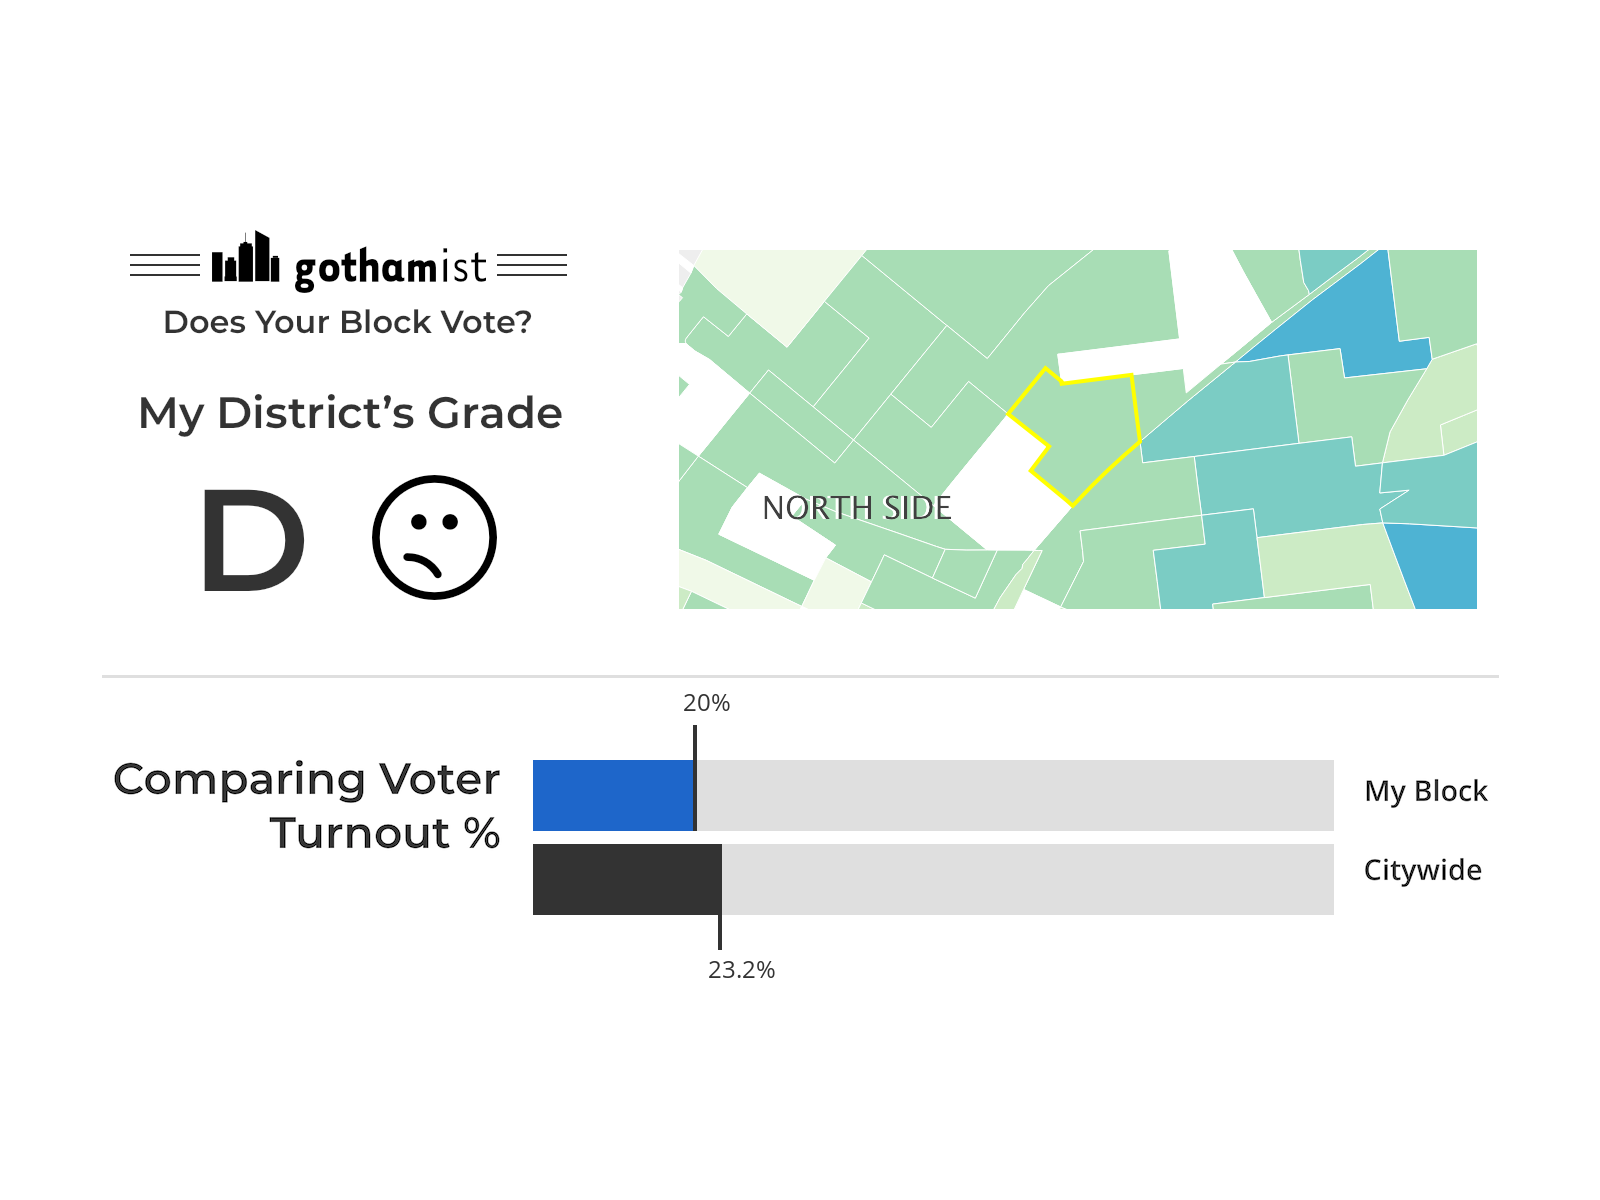 gothamist
Does Your Block Vote?
My District’s Grade
D
NORTH SIDE
20%
Comparing Voter
Turnout %
My Block
Citywide
23.2%